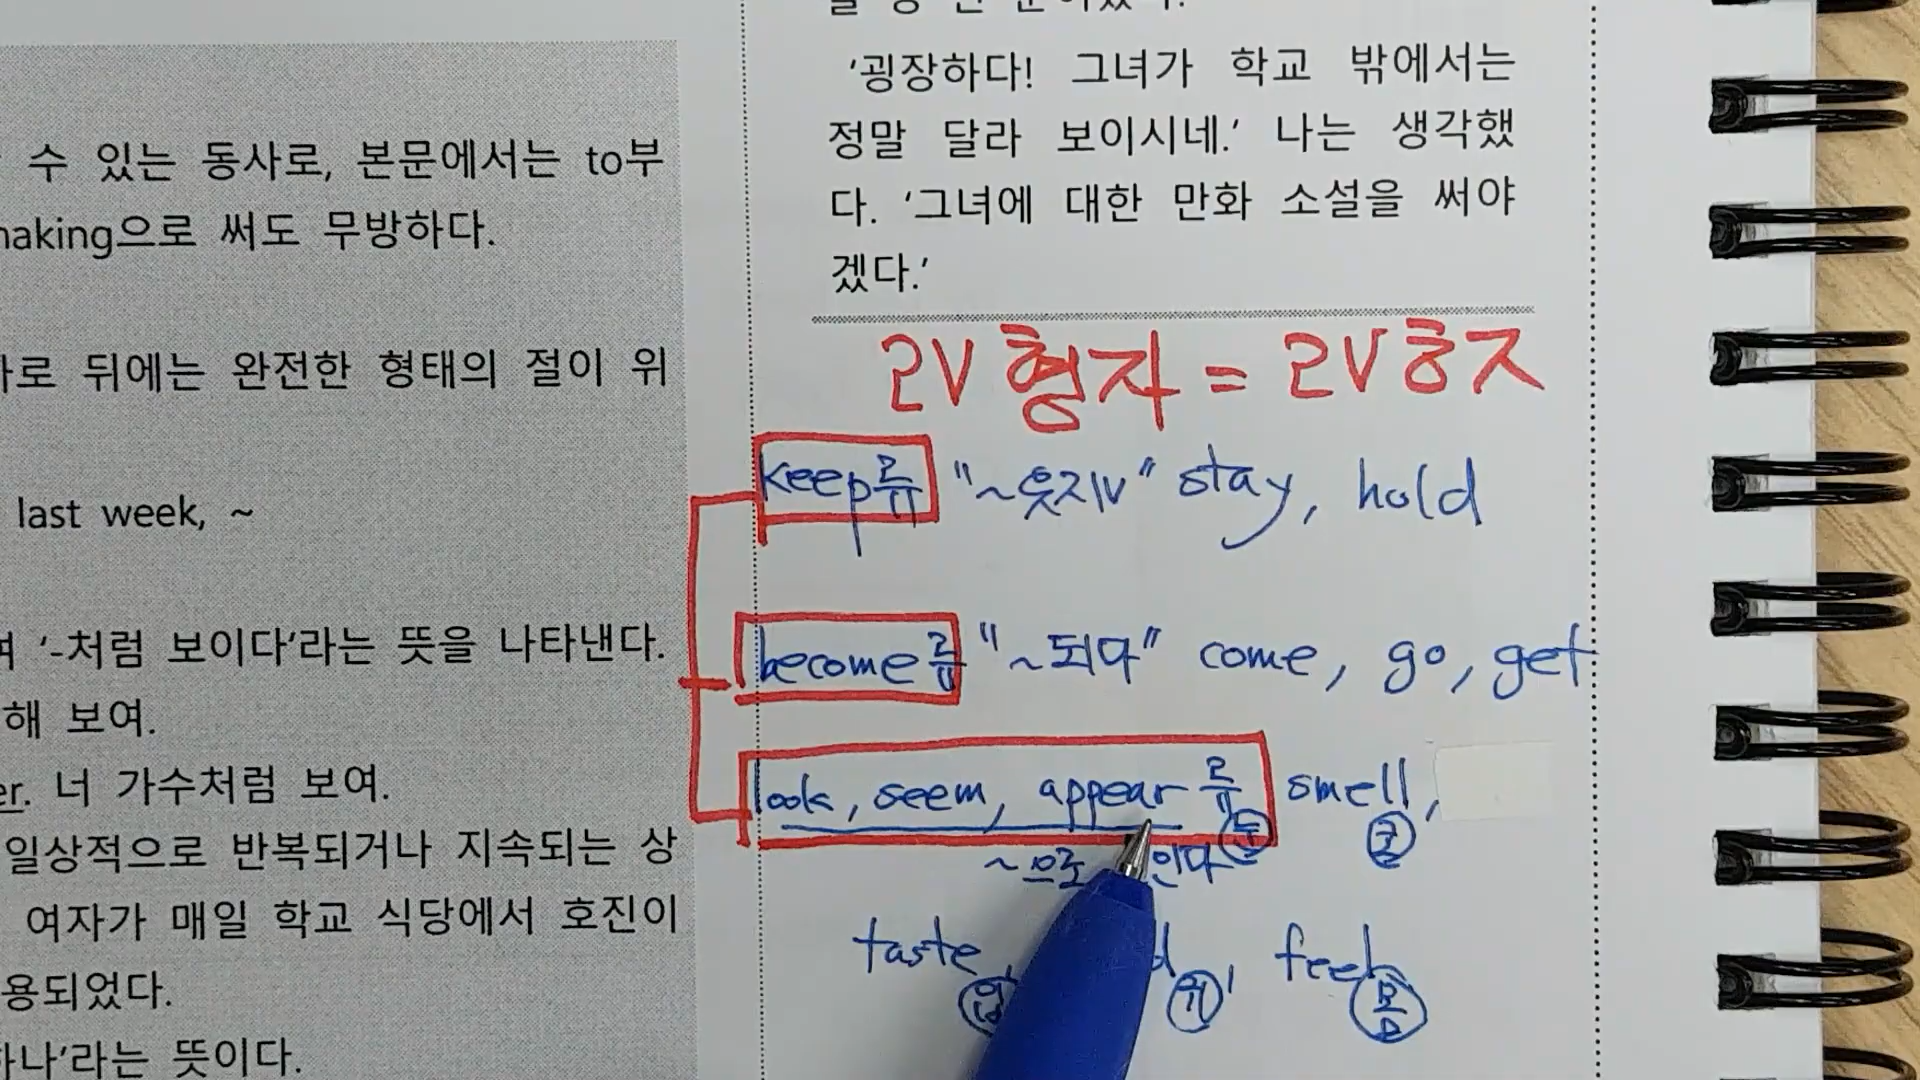 수 있는 동사로, 본문에서는 to부
making으로 써도 무방하다.
로 뒤에는 완전한 형태의 절이 위
last week, ~
'-처럼 보이다'라는 뜻을 나타낸다.
해 보여.
er. 너 가수처럼 보여.
일상적으로 반복되거나 지속되는 상
여자가 매일 학교 식당에서 호진이
용되었다.
하나'라는 뜻이다.
'굉장하다! 그녀가 학교 밖에서는
정말 달라 보이시네.' 나는 생각했
다. '그녀에 대한 만화 소설을 써야
겠다.'
2V 형자 = 2V ㅎㅈ
keep류 "~웃지V" stay, hold
become류 "~되다" come, go, get
look, seem, appear 류 smell,
눈 코
~으로 인다
taste, d, feel
입 귀